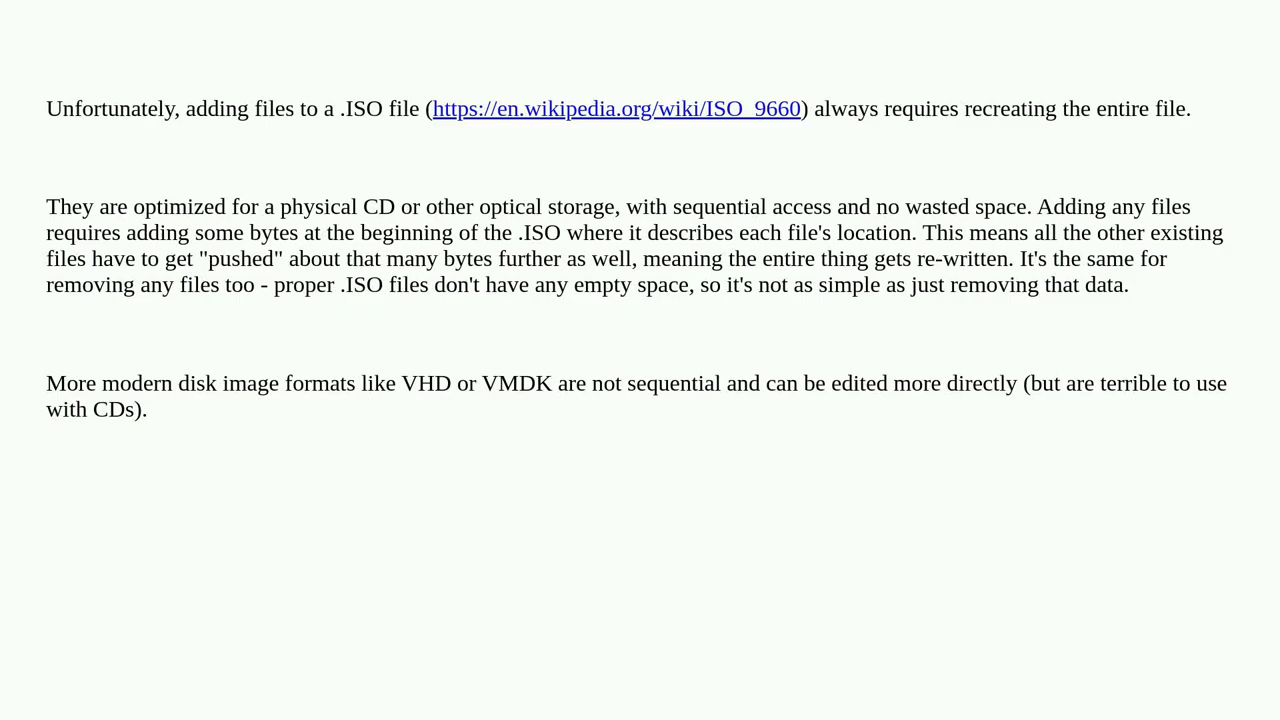 Unfortunately, adding files to a .ISO file (https://en.wikipedia.org/wiki/ISO_9660) always requires recreating the entire file.
They are optimized for a physical CD or other optical storage, with sequential access and no wasted space. Adding any files
requires adding some bytes at the beginning of the .ISO where it describes each file's location. This means all the other existing
files have to get "pushed" about that many bytes further as well, meaning the entire thing gets re-written. It's the same for
removing any files too - proper .ISO files don't have any empty space, so it's not as simple as just removing that data.
More modern disk image formats like VHD or VMDK are not sequential and can be edited more directly (but are terrible to use
with CDs).